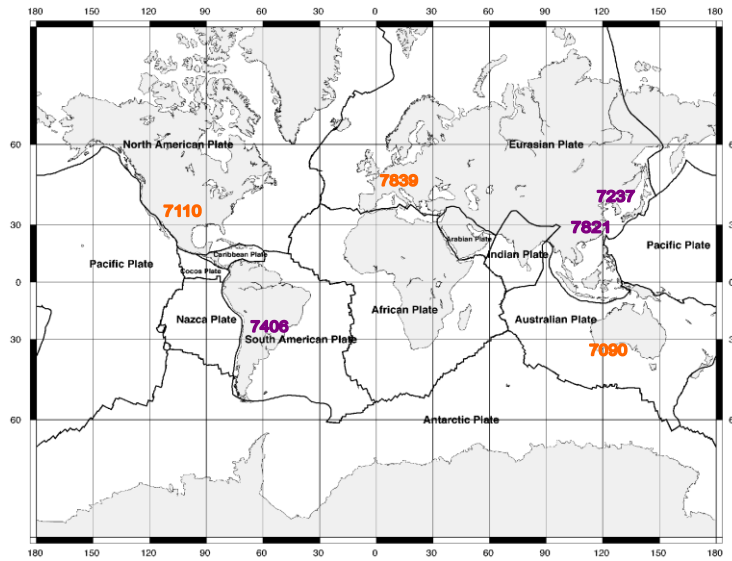 180 150 120 90 60 30 0 30 60 90 120 150 180
60 North American Plate Eurasian Plate 60
7839
7237
7110
30 7821 30
Arabian Plate
Pacific Plate Caribbean Plate Indian Plate Pacific Plate
Cocos Plate
0 0
African Plate
Nazca Plate 7406 Australian Plate
30 South American Plate 7090 30
60 Antarctic Plate 60
180 150 120 90 60 30 0 30 60 90 120 150 180